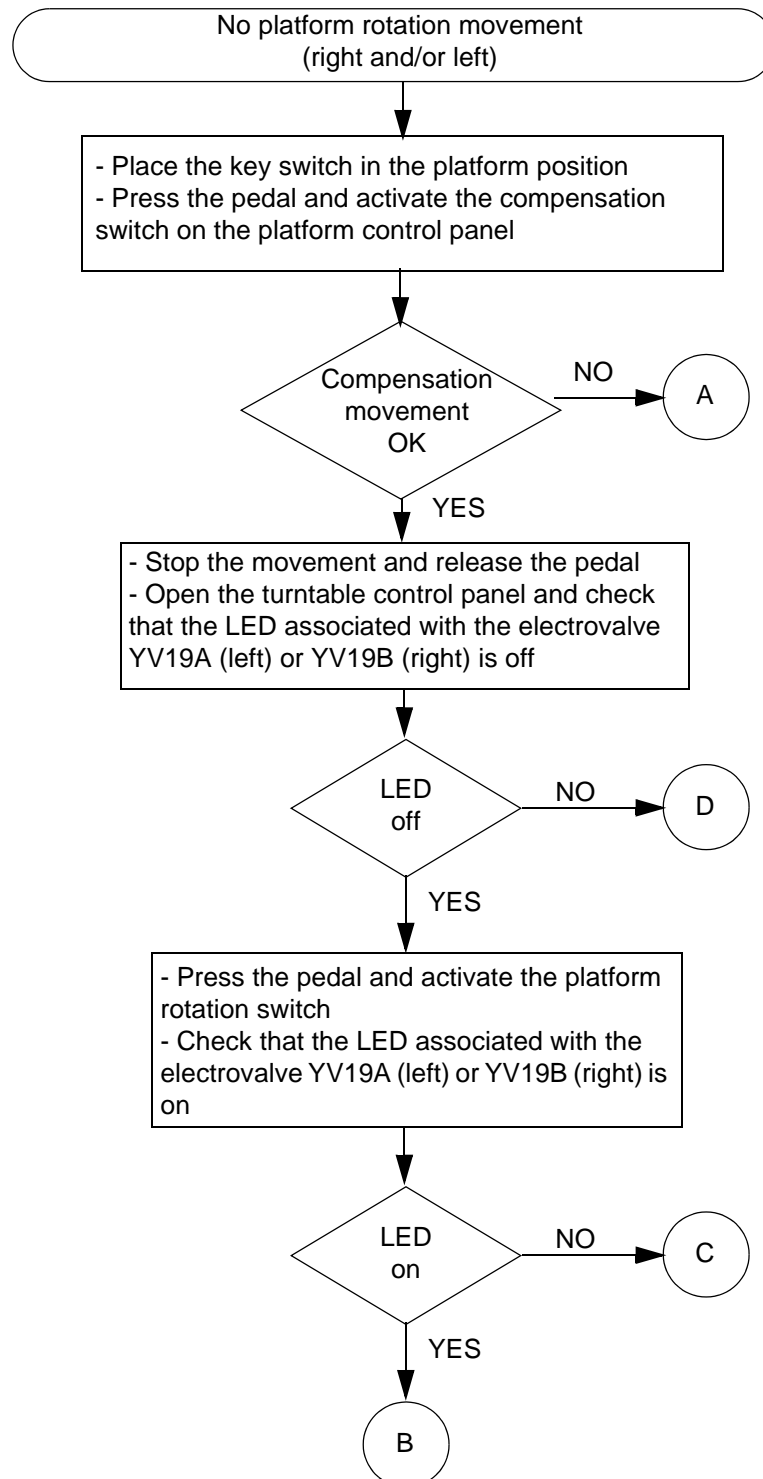 No platform rotation movement
(right and/or left)
- Place the key switch in the platform position
- Press the pedal and activate the compensation
switch on the platform control panel
Compensation
movement
OK
NO
A
YES
- Stop the movement and release the pedal
- Open the turntable control panel and check
that the LED associated with the electrovalve
YV19A (left) or YV19B (right) is off
LED
off
NO
D
YES
- Press the pedal and activate the platform
rotation switch
- Check that the LED associated with the
electrovalve YV19A (left) or YV19B (right) is
on
LED
on
NO
C
YES
B